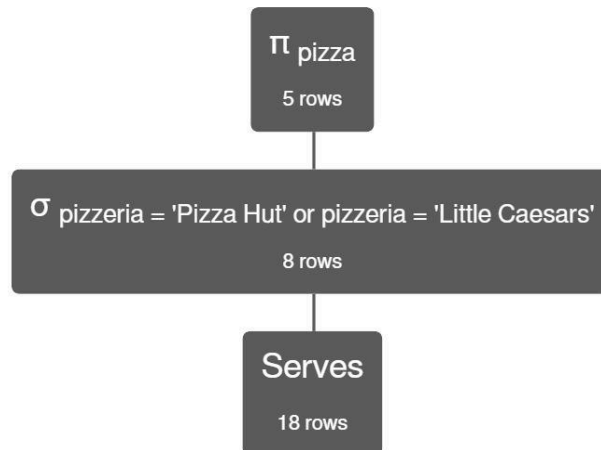 π pizza
5 rows
σ pizzeria = 'Pizza Hut' or pizzeria = 'Little Caesars'
8 rows
Serves
18 rows